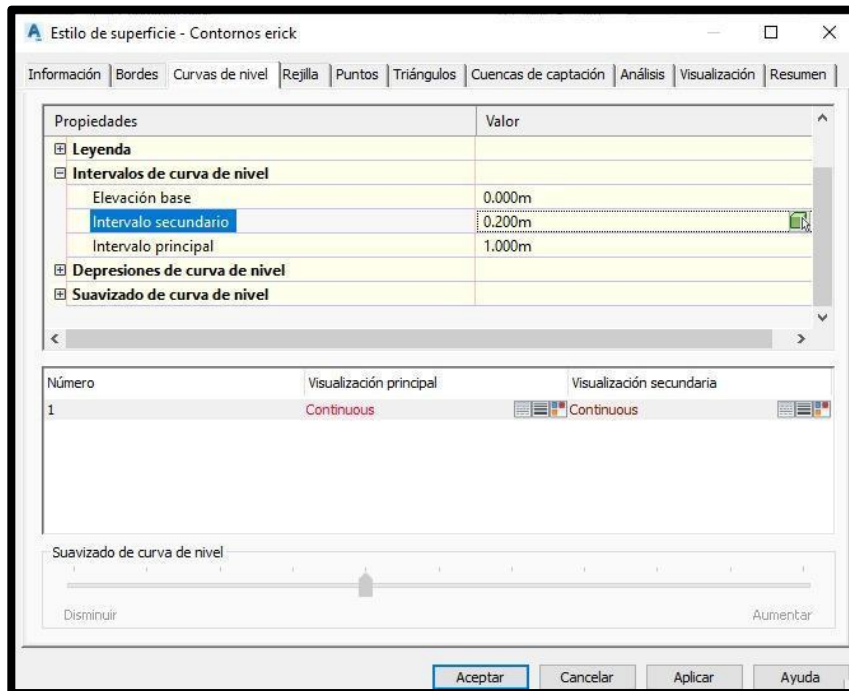 Estilo de superficie - Contornos erick
Información Bordes Curvas de nivel Rejilla Puntos Triángulos Cuencas de captación Análisis Visualización Resumen
Propiedades Valor
Leyenda
Intervalos de curva de nivel
Elevación base 0.000m
Intervalo secundario 0.200m
Intervalo principal 1.000m
Depresiones de curva de nivel
Suavizado de curva de nivel
Número Visualización principal Visualización secundaria
1 Continuous Continuous
Suavizado de curva de nivel
Disminuir Aumentar
Aceptar Cancelar Aplicar Ayuda